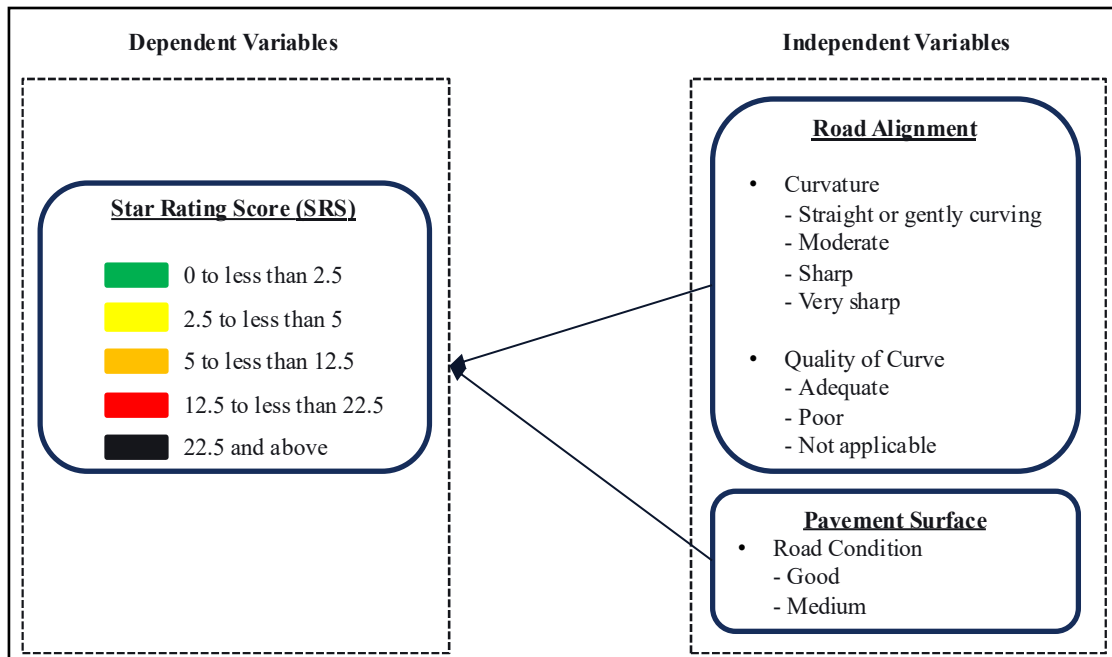 Dependent Variables
Star Rating Score (SRS)
0 to less than 2.5
2.5 to less than 5
5 to less than 12.5
12.5 to less than 22.5
22.5 and above
Independent Variables
Road Alignment
• Curvature
- Straight or gently curving
- Moderate
- Sharp
- Very sharp
• Quality of Curve
- Adequate
- Poor
- Not applicable
Pavement Surface
• Road Condition
- Good
- Medium